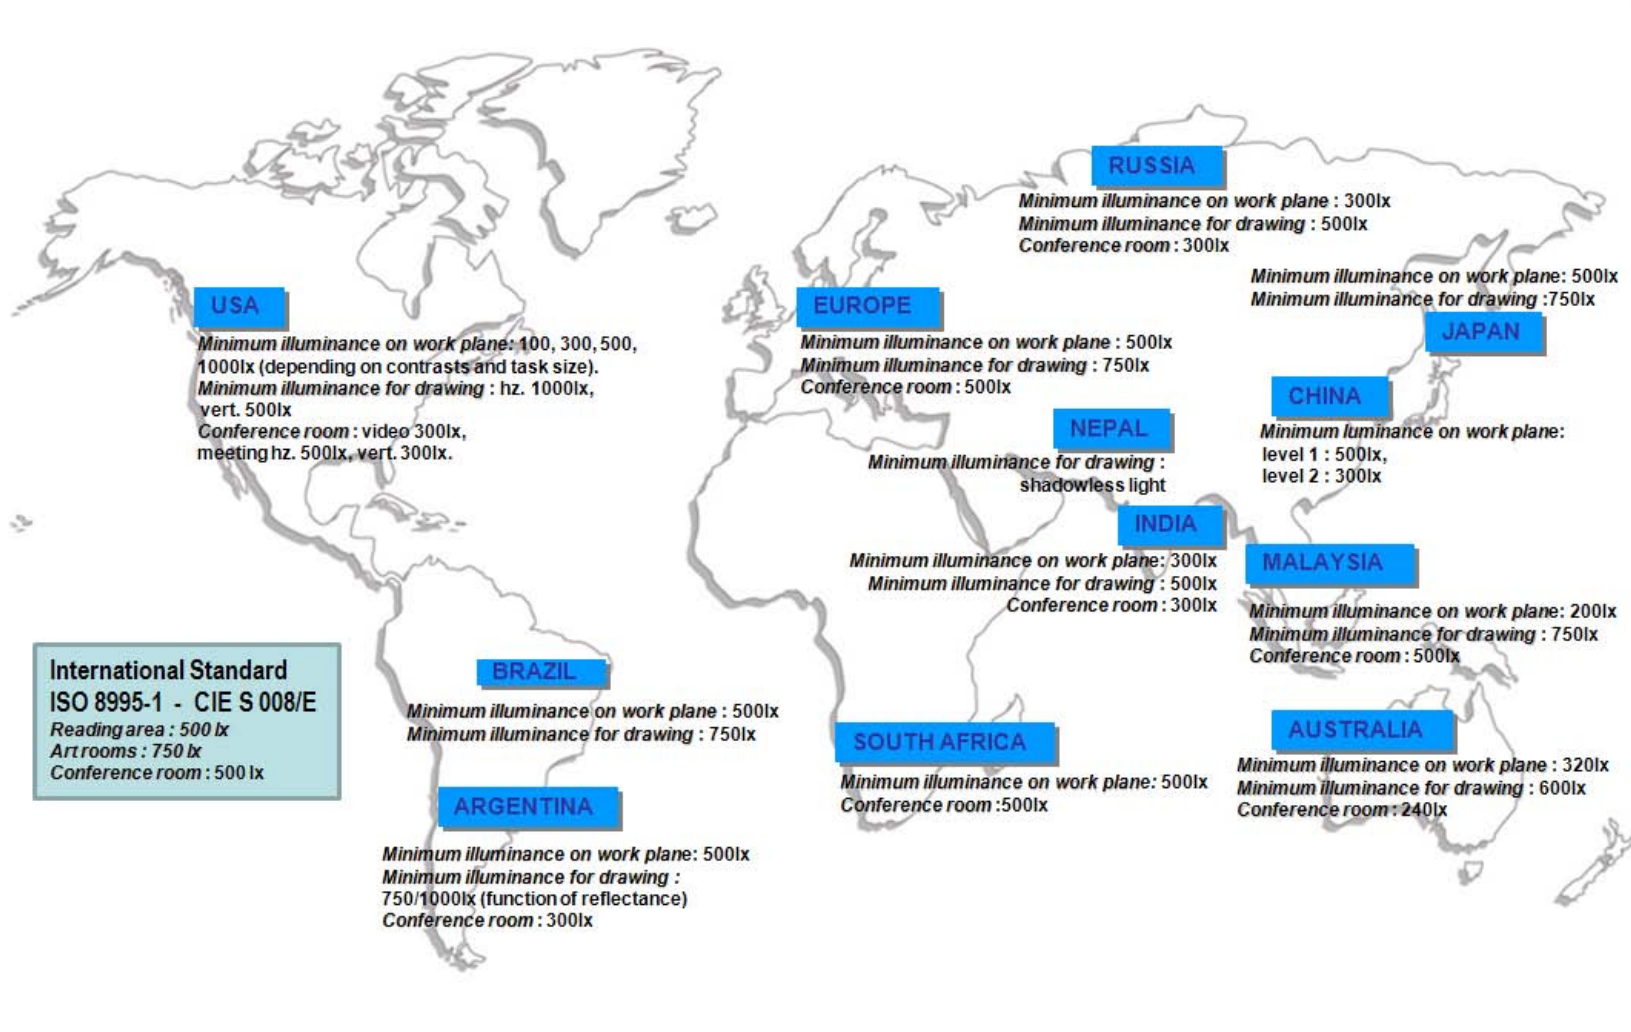 RUSSIA
Minimum illuminance on work plane : 300lx
Minimum illuminance for drawing : 500lx
Conference room : 300lx
Minimum illuminance on work plane: 500lx
Minimum illuminance for drawing :750lx
JAPAN
USA
Minimum illuminance on work plane: 100, 300, 500,
1000lx (depending on contrasts and task size).
Minimum illuminance for drawing : hz. 1000lx,
vert. 500lx
Conference room : video 300lx,
meeting hz. 500lx, vert. 300lx.
EUROPE
Minimum illuminance on work plane : 500lx
Minimum illuminance for drawing : 750lx
Conference room : 500lx
CHINA
Minimum luminance on work plane:
level 1 : 500lx,
level 2 : 300lx
NEPAL
Minimum illuminance for drawing :
shadowless light
INDIA
Minimum illuminance on work plane: 300lx
Minimum illuminance for drawing : 500lx
Conference room : 300lx
MALAYSIA
Minimum illuminance on work plane: 200lx
Minimum illuminance for drawing : 750lx
Conference room : 500lx
International Standard
ISO 8995-1 - CIE S 008/E
Reading area : 500 lx
Art rooms : 750 lx
Conference room : 500 lx
BRAZIL
Minimum illuminance on work plane : 500lx
Minimum illuminance for drawing : 750lx
SOUTH AFRICA
Minimum illuminance on work plane: 500lx
Conference room :500lx
AUSTRALIA
Minimum illuminance on work plane : 320lx
Minimum illuminance for drawing : 600lx
Conference room : 240lx
ARGENTINA
Minimum illuminance on work plane: 500lx
Minimum illuminance for drawing :
750/1000lx (function of reflectance)
Conference room : 300lx